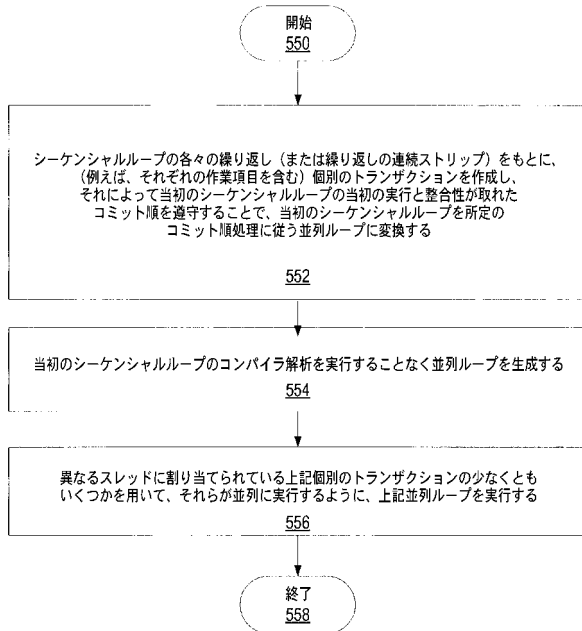 開始
550
シーケンシャルループの各々の繰り返し（または繰り返しの連続ストリップ）をもとに、
（例えば、それぞれの作業項目を含む）個別のトランザクションを作成し、
それによって当初のシーケンシャルループの当初の実行と整合性が取れた
コミット順を遵守することで、当初のシーケンシャルループを所定の
コミット順処理に従う並列ループに変換する
552
当初のシーケンシャルループのコンパイラ解析を実行することなく並列ループを生成する
554
異なるスレッドに割り当てられている上記個別のトランザクションの少なくとも
いくつかを用いて、それらが並列に実行するように、上記並列ループを実行する
556
終了
558